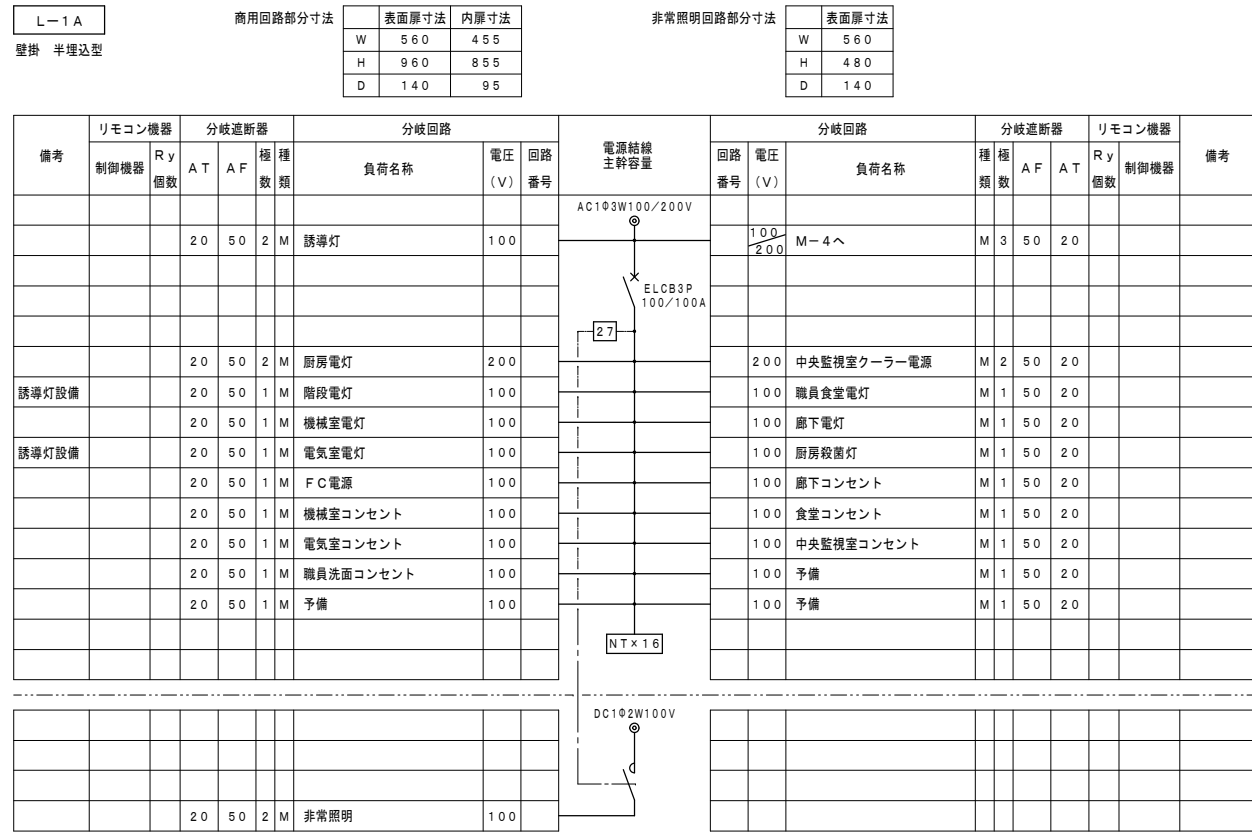 L－1A
壁掛　半埋込型
商用回路部分寸法
表面扉寸法　内扉寸法
W　560　455
H　960　855
D　140　95
非常照明回路部分寸法
表面扉寸法
W　560
H　480
D　140
備考　リモコン機器　分岐遮断器　分岐回路　電源結線　分岐回路　分岐遮断器　リモコン機器　備考
主幹容量
制御機器　Ry個数　AT　AF　極数　種類　負荷名称　電圧(V)　回路番号　回路番号　電圧(V)　負荷名称　種類　極数　AF　AT　Ry個数　制御機器
AC1Φ3W100/200V
20　50　2　M　誘導灯　100　100/200　M－4へ　M　3　50　20
ELCB3P
100/100A
27
20　50　2　M　厨房電灯　200　200　中央監視室クーラー電源　M　2　50　20
誘導灯設備　20　50　1　M　階段電灯　100　100　職員食堂電灯　M　1　50　20
20　50　1　M　機械室電灯　100　100　廊下電灯　M　1　50　20
誘導灯設備　20　50　1　M　電気室電灯　100　100　厨房殺菌灯　M　1　50　20
20　50　1　M　FC電源　100　100　廊下コンセント　M　1　50　20
20　50　1　M　機械室コンセント　100　100　食堂コンセント　M　1　50　20
20　50　1　M　電気室コンセント　100　100　中央監視室コンセント　M　1　50　20
20　50　1　M　職員洗面コンセント　100　100　予備　M　1　50　20
20　50　1　M　予備　100　100　予備　M　1　50　20
NT×16
DC1Φ2W100V
20　50　2　M　非常照明　100